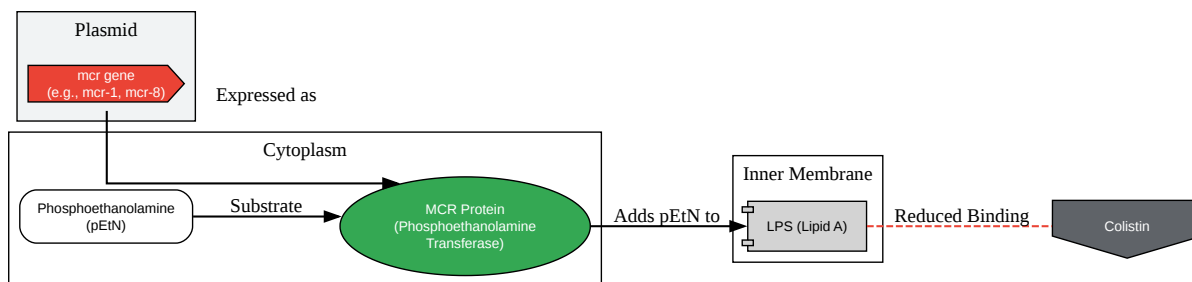 Plasmid
mcr gene
(e.g., mcr-1, mcr-8)
Expressed as
Cytoplasm
Phosphoethanolamine
(pEtN)
Substrate
MCR Protein
(Phosphoethanolamine
Transferase)
Adds pEtN to
Inner Membrane
LPS (Lipid A)
Reduced Binding
Colistin